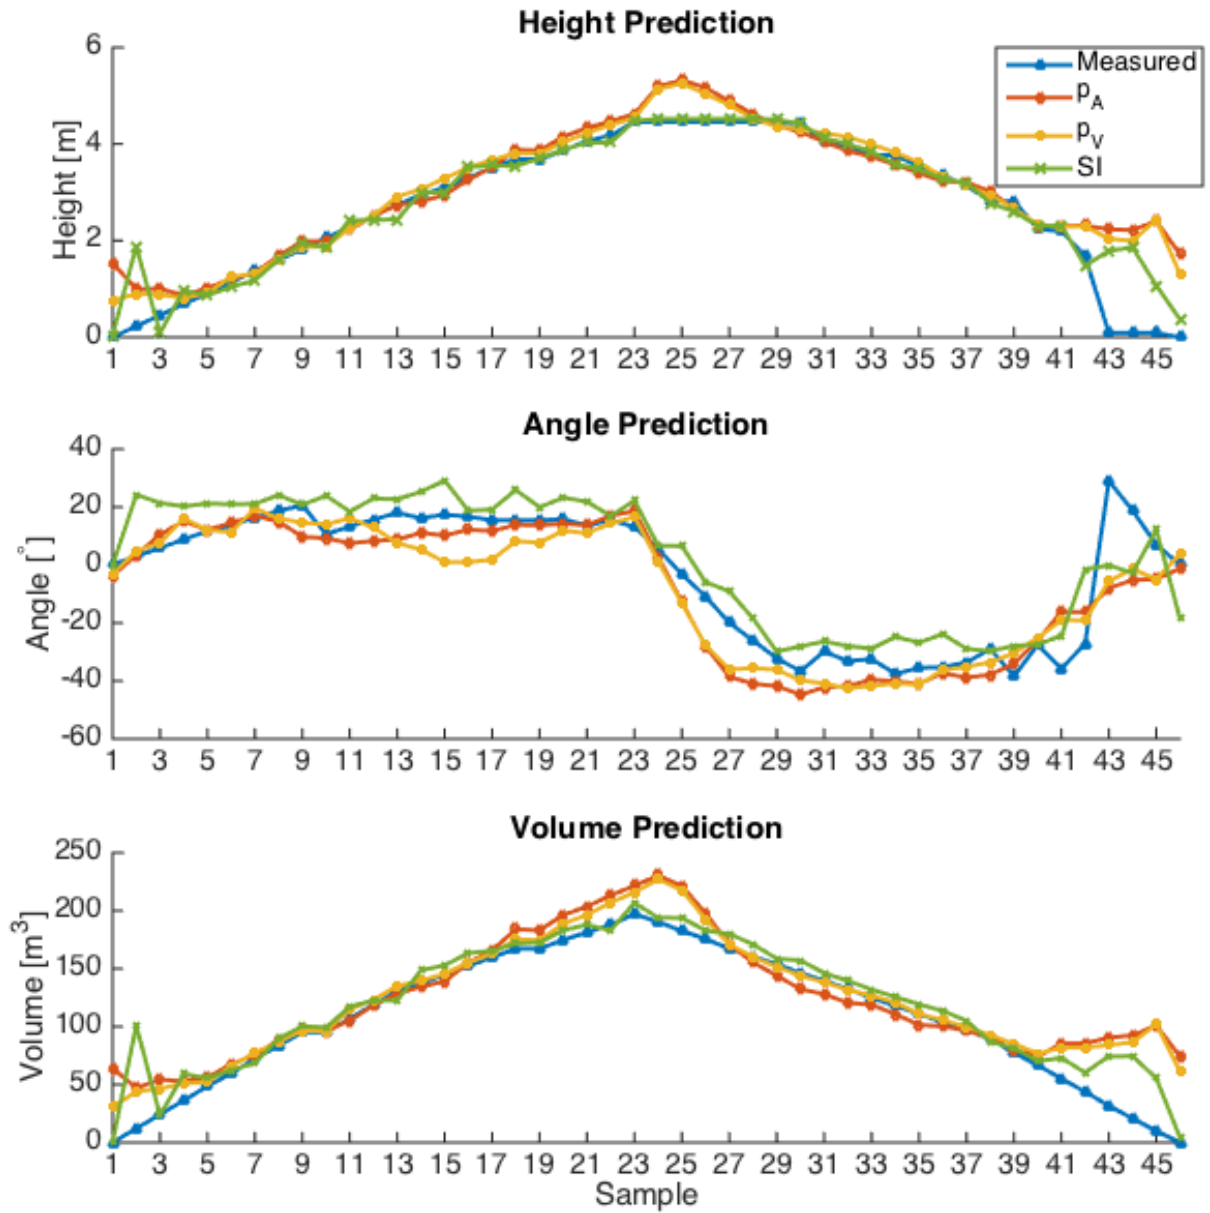 Height Prediction
6
4
2
0
Height [m]
Measured
pA
pV
SI
1 3 5 7 9 11 13 15 17 19 21 23 25 27 29 31 33 35 37 39 41 43 45
Angle Prediction
40
20
0
-20
-40
-60
Angle [°]
1 3 5 7 9 11 13 15 17 19 21 23 25 27 29 31 33 35 37 39 41 43 45
Volume Prediction
250
200
150
100
50
0
Volume [m³]
1 3 5 7 9 11 13 15 17 19 21 23 25 27 29 31 33 35 37 39 41 43 45
Sample